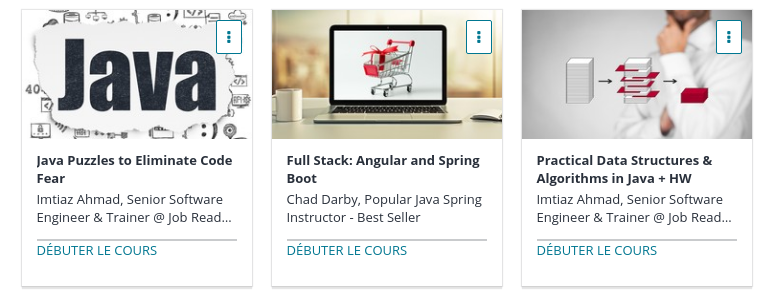 Java
40
Java Puzzles to Eliminate Code
Fear
Imtiaz Ahmad, Senior Software
Engineer & Trainer @ Job Read...
DÉBUTER LE COURS
Full Stack: Angular and Spring
Boot
Chad Darby, Popular Java Spring
Instructor - Best Seller
DÉBUTER LE COURS
Practical Data Structures &
Algorithms in Java + HW
Imtiaz Ahmad, Senior Software
Engineer & Trainer @ Job Read...
DÉBUTER LE COURS